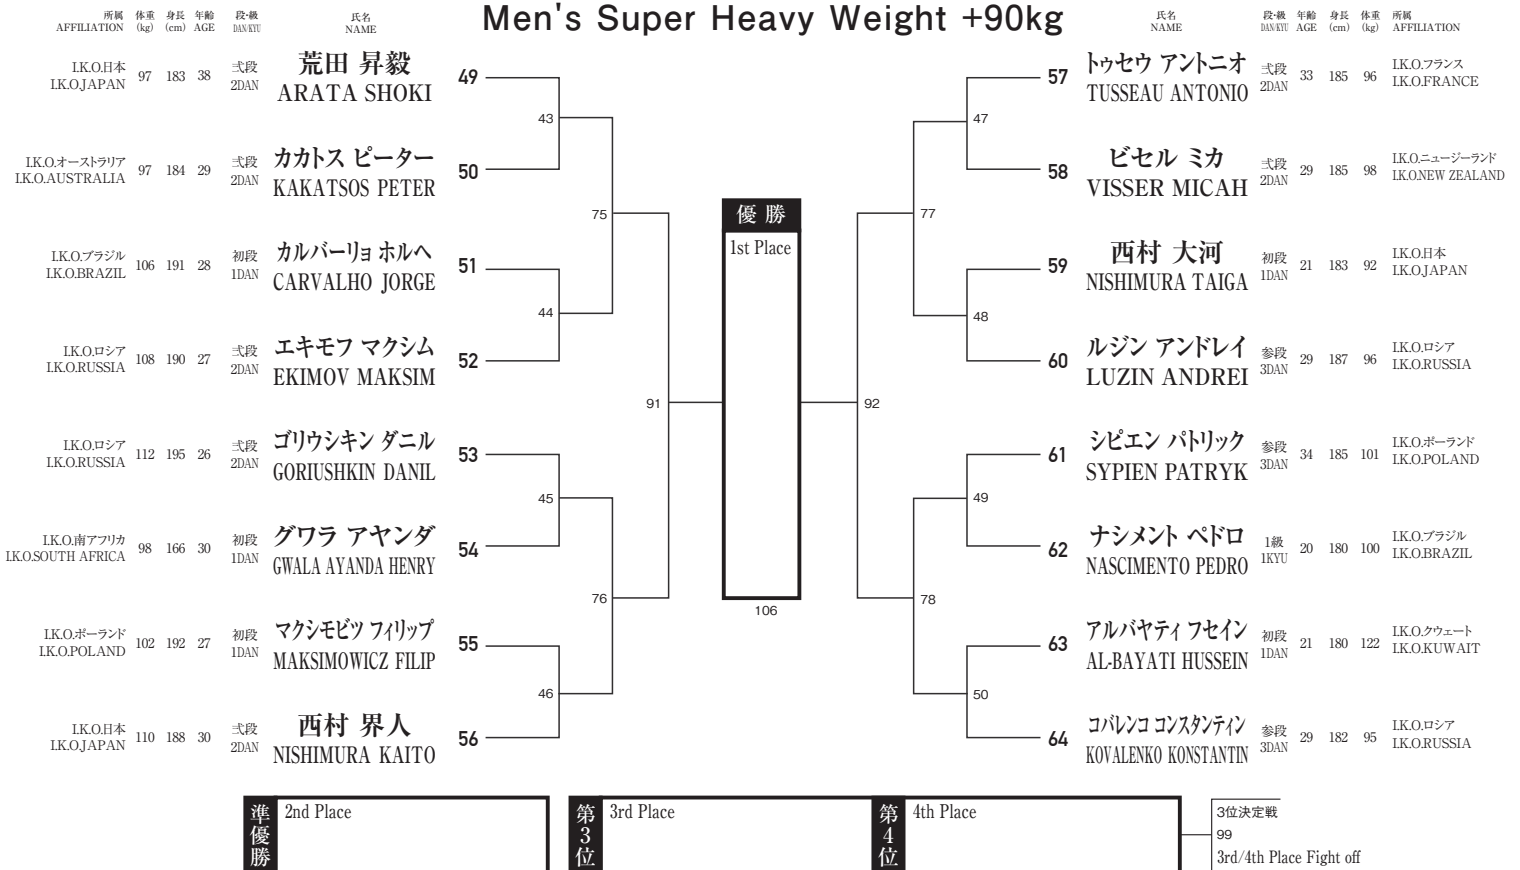 Men's Super Heavy Weight +90kg
所属 体重 身長 年齢 段・級 氏名
AFFILIATION (kg) (cm) AGE DAN/KYU NAME
氏名 段・級 年齢 身長 体重 所属
NAME DAN/KYU AGE (cm) (kg) AFFILIATION
I.K.O.日本 97 183 38 弐段 荒田 昇毅 49
I.K.O.JAPAN 2DAN ARATA SHOKI
43
I.K.O.オーストラリア 97 184 29 弐段 カカトス ピーター 50
I.K.O.AUSTRALIA 2DAN KAKATSOS PETER
75
I.K.O.ブラジル 106 191 28 初段 カルバーリョ ホルヘ 51
I.K.O.BRAZIL 1DAN CARVALHO JORGE
44
I.K.O.ロシア 108 190 27 弐段 エキモフ マクシム 52
I.K.O.RUSSIA 2DAN EKIMOV MAKSIM
91
I.K.O.ロシア 112 195 26 弐段 ゴリウシキン ダニル 53
I.K.O.RUSSIA 2DAN GORIUSHKIN DANIL
45
I.K.O.南アフリカ 98 166 30 初段 グワラ アヤンダ 54
I.K.O.SOUTH AFRICA 1DAN GWALA AYANDA HENRY
76
I.K.O.ポーランド 102 192 27 初段 マクシモビツ フィリップ 55
I.K.O.POLAND 1DAN MAKSIMOWICZ FILIP
46
I.K.O.日本 110 188 30 弐段 西村 界人 56
I.K.O.JAPAN 2DAN NISHIMURA KAITO
優勝
1st Place
106
57 トゥセウ アントニオ 弐段 33 185 96 I.K.O.フランス
TUSSEAU ANTONIO 2DAN I.K.O.FRANCE
47
58 ビセル ミカ 弐段 29 185 98 I.K.O.ニュージーランド
VISSER MICAH 2DAN I.K.O.NEW ZEALAND
77
59 西村 大河 初段 21 183 92 I.K.O.日本
NISHIMURA TAIGA 1DAN I.K.O.JAPAN
48
60 ルジン アンドレイ 参段 29 187 96 I.K.O.ロシア
LUZIN ANDREI 3DAN I.K.O.RUSSIA
92
61 シピエン パトリック 参段 34 185 101 I.K.O.ポーランド
SYPIEN PATRYK 3DAN I.K.O.POLAND
49
62 ナシメント ペドロ 1級 20 180 100 I.K.O.ブラジル
NASCIMENTO PEDRO 1KYU I.K.O.BRAZIL
78
63 アルバヤティ フセイン 初段 21 180 122 I.K.O.クウェート
AL-BAYATI HUSSEIN 1DAN I.K.O.KUWAIT
50
64 コバレンコ コンスタンティン 参段 29 182 95 I.K.O.ロシア
KOVALENKO KONSTANTIN 3DAN I.K.O.RUSSIA
準優勝 2nd Place
第3位 3rd Place
第4位 4th Place
3位決定戦
99
3rd/4th Place Fight off